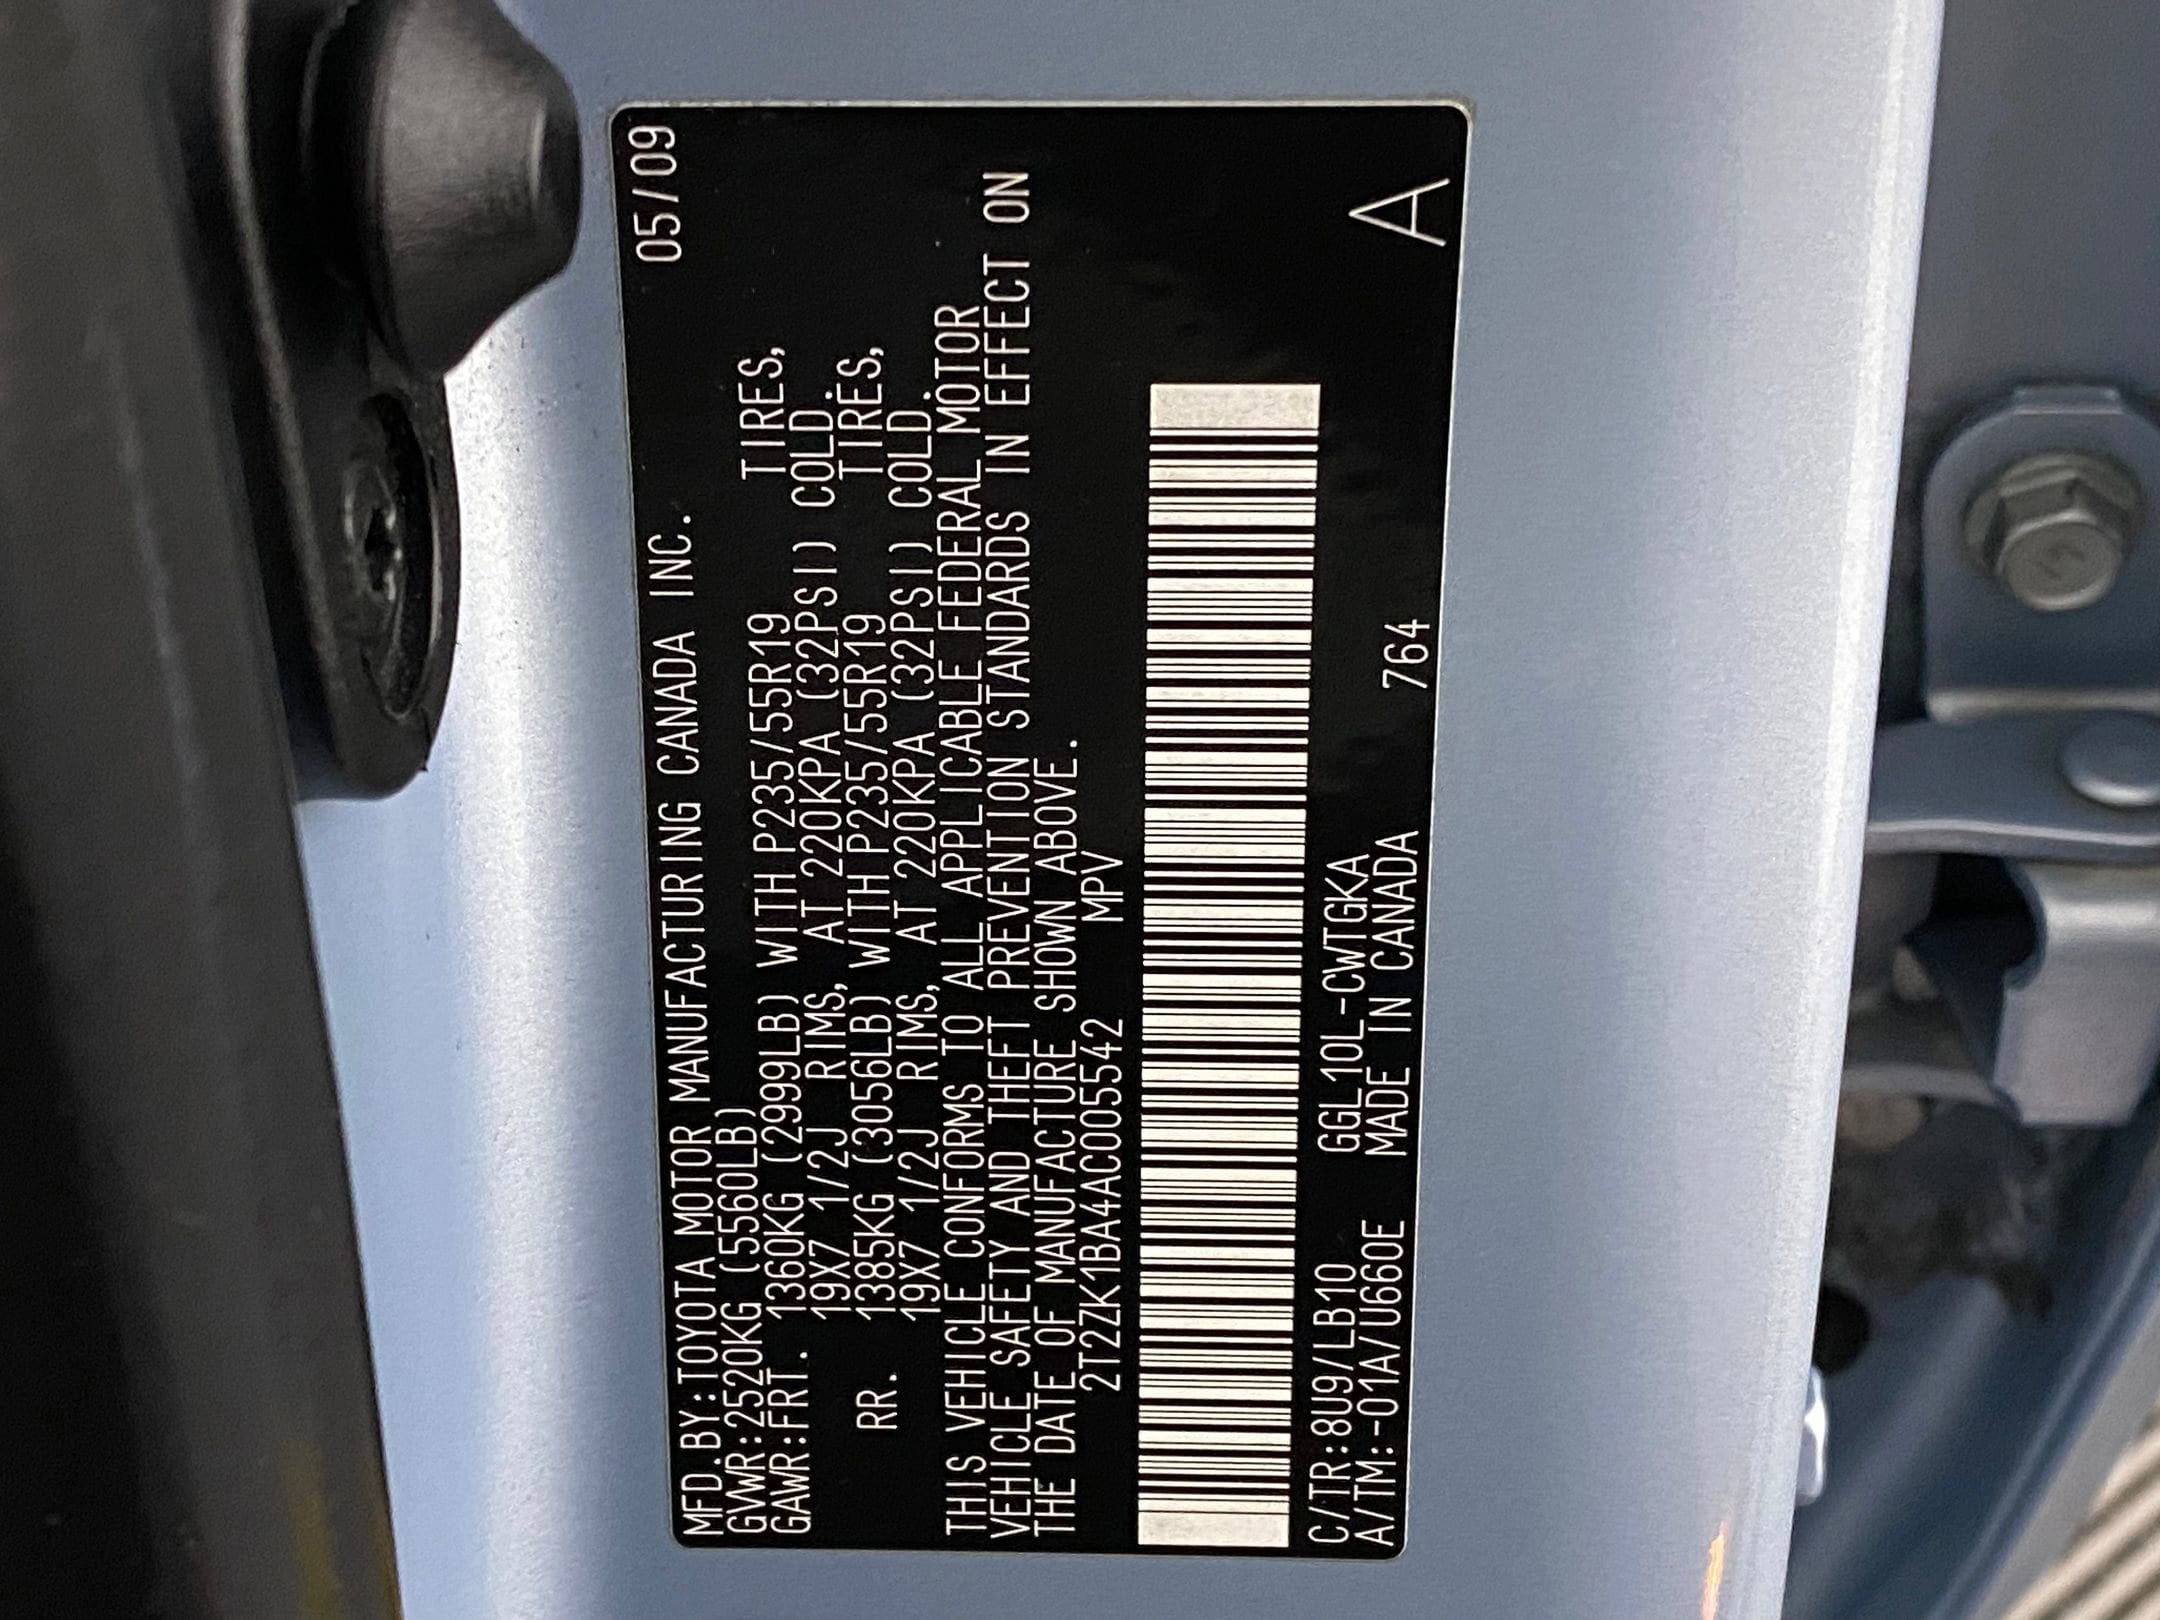 MFD.BY:TOYOTA MOTOR MANUFACTURING CANADA INC. 05/09
GVWR:2520KG (5560LB)
GAWR:FRT. 1360KG (2999LB) WITH P235/55R19 TIRES,
19X7 1/2J RIMS, AT 220KPA (32PSI) COLD.
RR. 1385KG (3056LB) WITH P235/55R19 TIRES,
19X7 1/2J RIMS, AT 220KPA (32PSI) COLD.
THIS VEHICLE CONFORMS TO ALL APPLICABLE FEDERAL MOTOR
VEHICLE SAFETY AND THEFT PREVENTION STANDARDS IN EFFECT ON
THE DATE OF MANUFACTURE SHOWN ABOVE.
2T2ZK1BA4AC005542 MPV
C/TR:8U9/LB10 GGL10L-CWTGKA
A/TM:-01A/U660E MADE IN CANADA 764 A